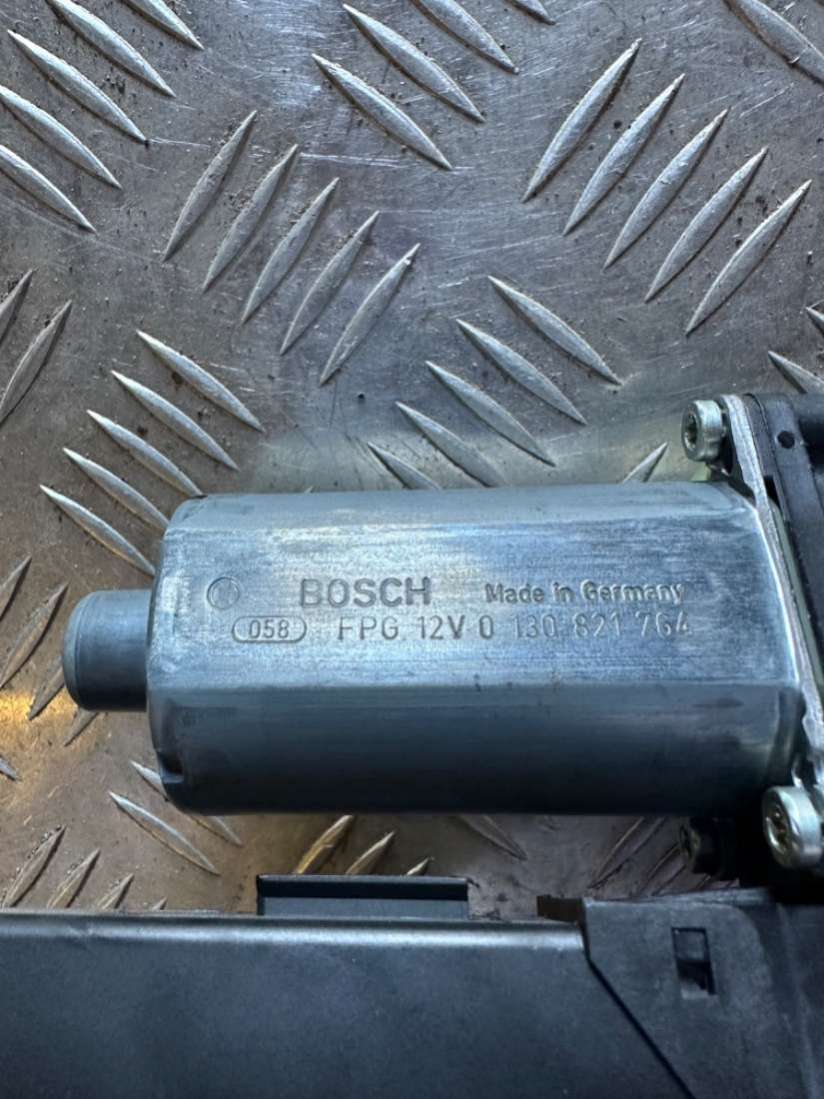 BOSCH Made in Germany
058 FPG 12V 0 130 821 764